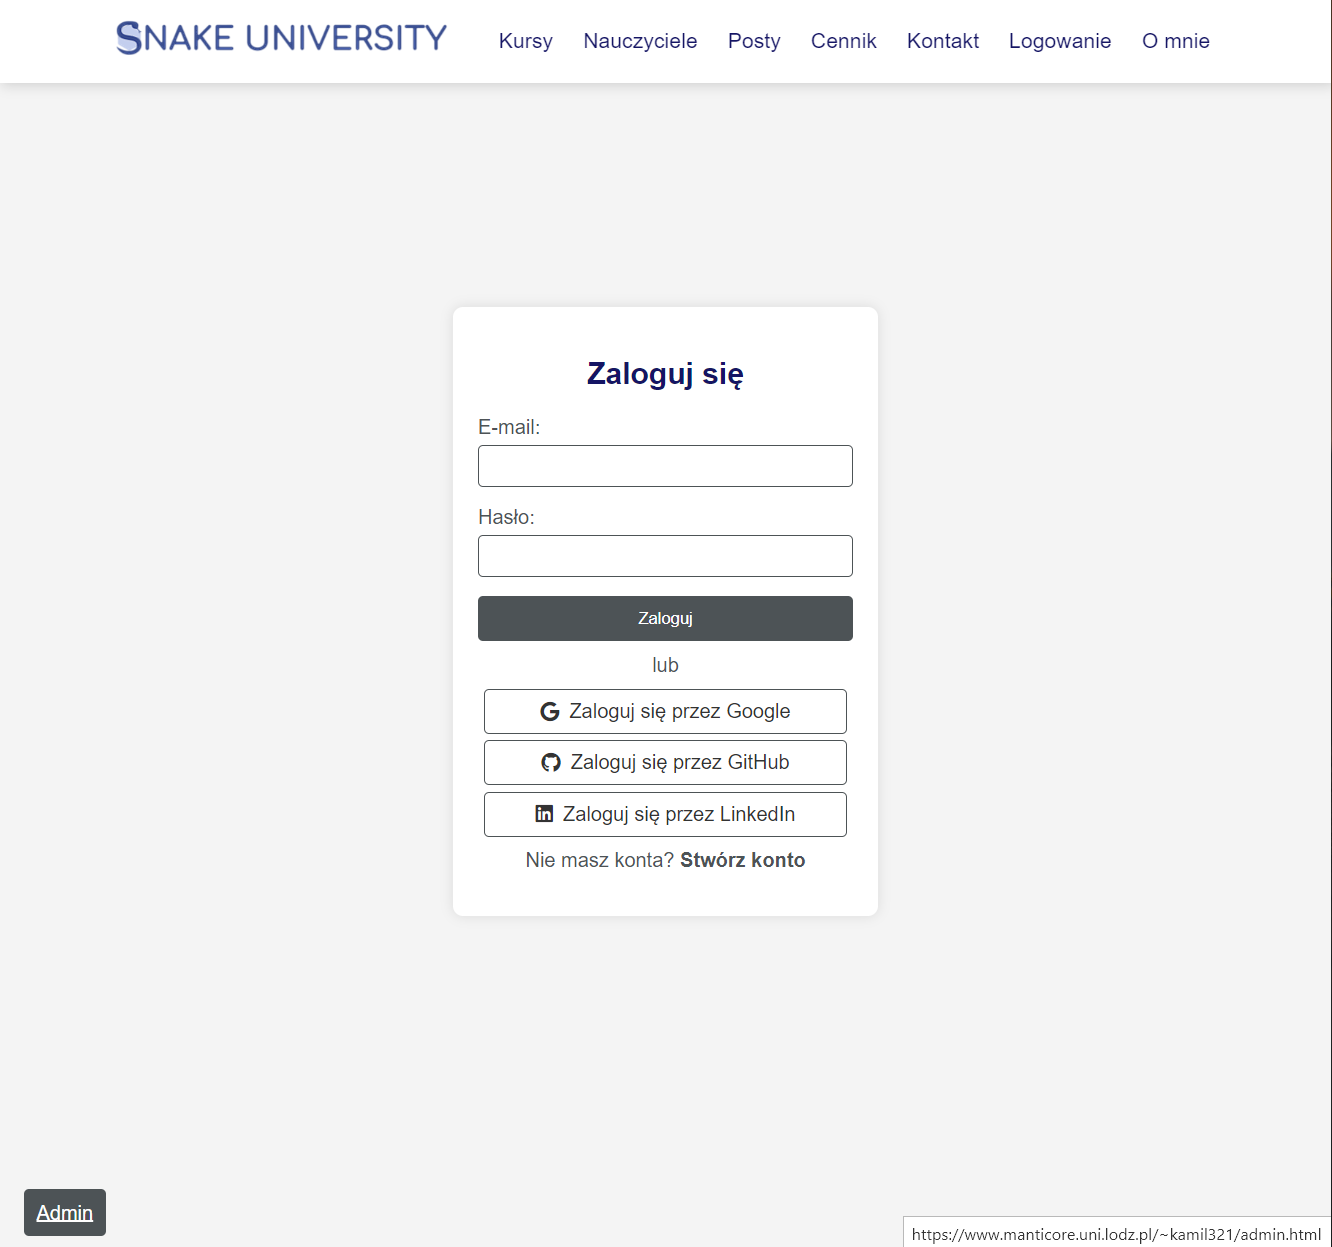 SNAKE UNIVERSITY Kursy Nauczyciele Posty Cennik Kontakt Logowanie O mnie
Zaloguj się
E-mail:
Hasło:
Zaloguj
lub
Zaloguj się przez Google
Zaloguj się przez GitHub
Zaloguj się przez LinkedIn
Nie masz konta? Stwórz konto
Admin
https://www.manticore.uni.lodz.pl/~kamil321/admin.html